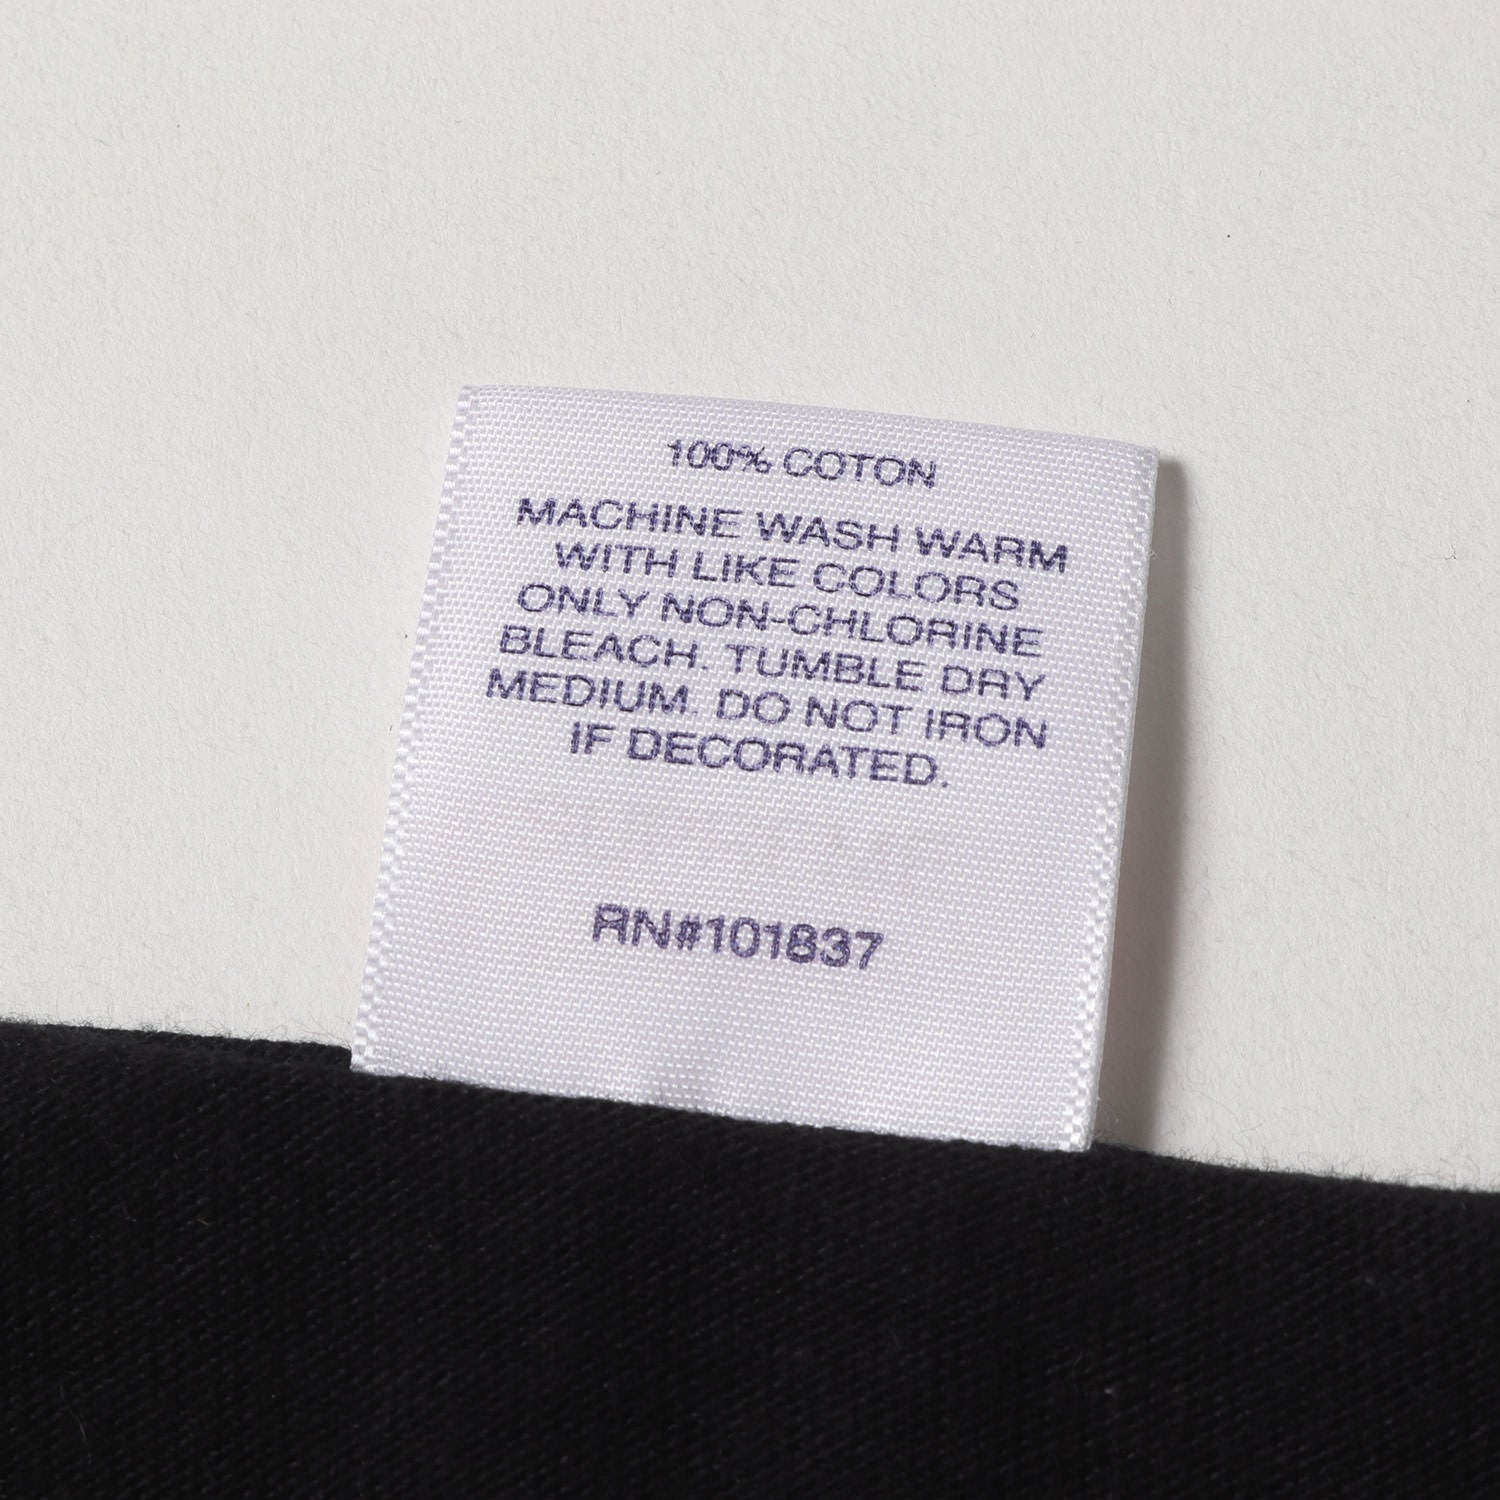 100% COTON
MACHINE WASH WARM
WITH LIKE COLORS
ONLY NON-CHLORINE
BLEACH. TUMBLE DRY
MEDIUM. DO NOT IRON
IF DECORATED.
RN#101837